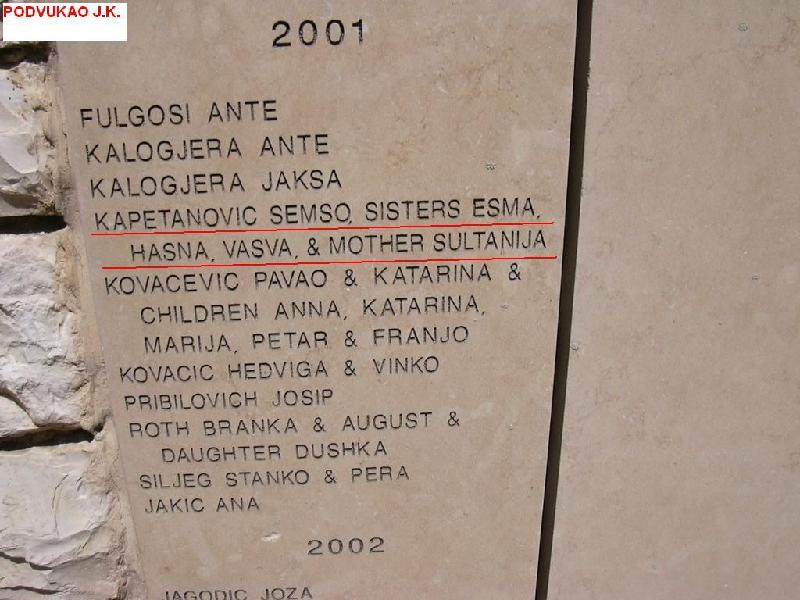 PODVUKAO J.K.
2001
FULGOSI ANTE
KALOGJERA ANTE
KALOGJERA JAKSA
KAPETANOVIC SEMSO, SISTERS ESMA,
HASNA, VASVA, & MOTHER SULTANIJA
KOVACEVIC PAVAO & KATARINA &
CHILDREN ANNA, KATARINA,
MARIJA, PETAR & FRANJO
KOVACIC HEDVIGA & VINKO
PRIBILOVICH JOSIP
ROTH BRANKA & AUGUST &
DAUGHTER DUSHKA
SILJEG STANKO & PERA
JAKIC ANA
2002
JAGODIC JOZA